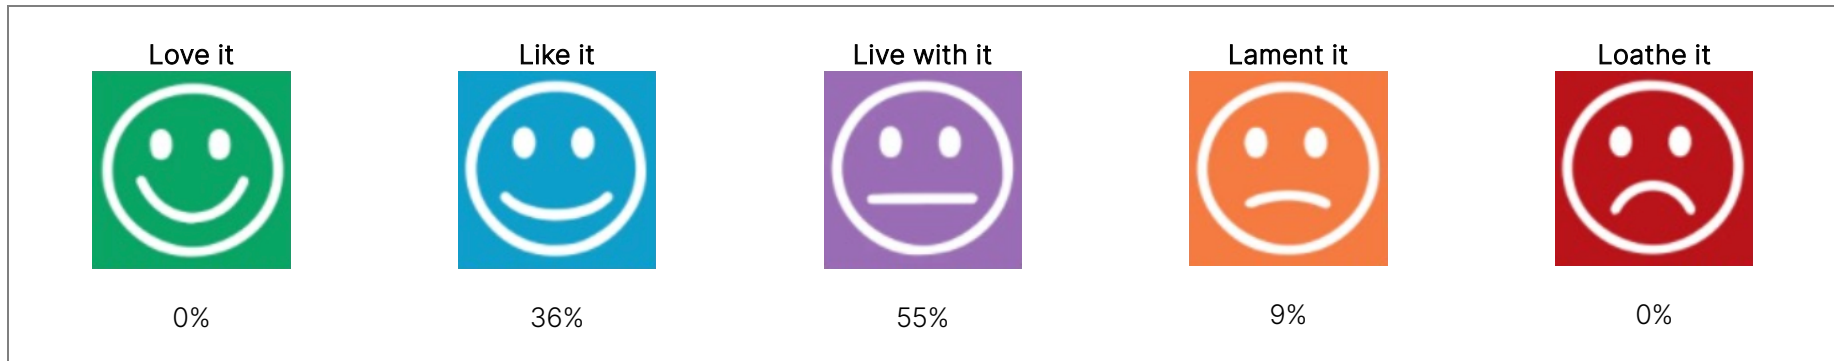 Love it Like it Live with it Lament it Loathe it
0% 36% 55% 9% 0%